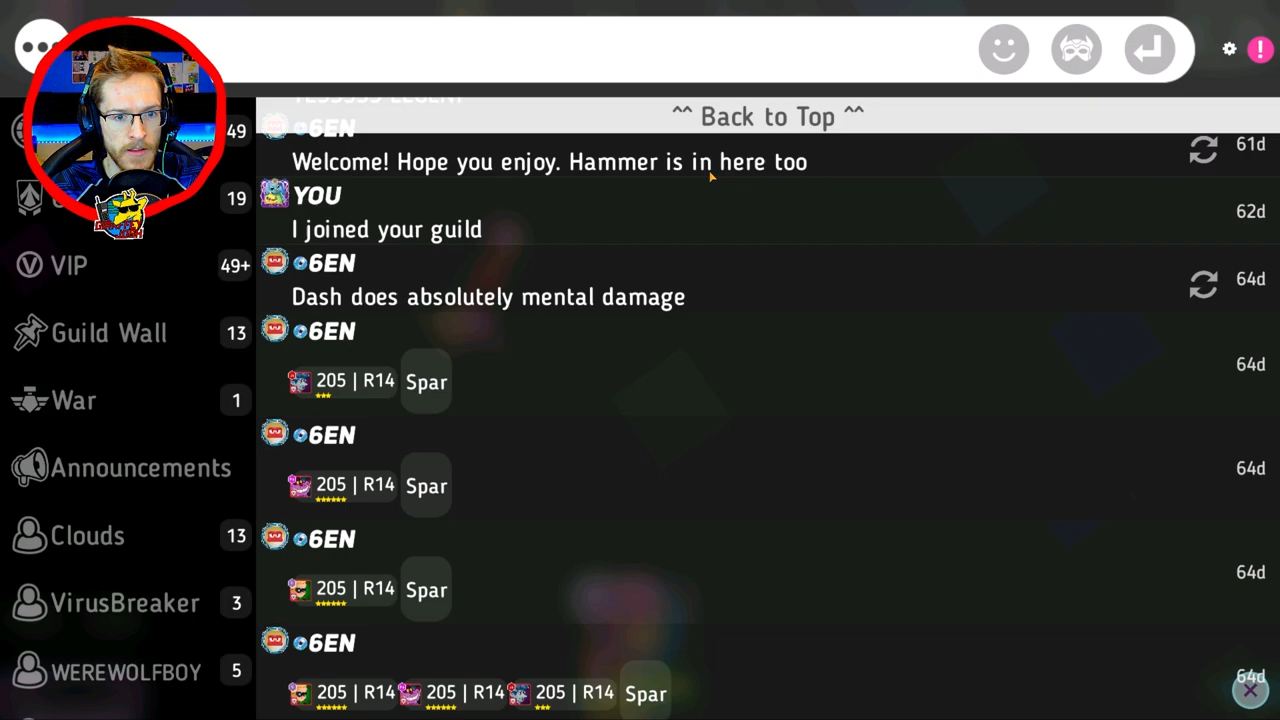 ^^ Back to Top ^^
6EN
Welcome! Hope you enjoy. Hammer is in here too
61d
YOU
I joined your guild
62d
6EN
Dash does absolutely mental damage
64d
6EN
205 | R14 Spar
64d
6EN
205 | R14 Spar
64d
6EN
205 | R14 Spar
64d
6EN
205 | R14 205 | R14 205 | R14 Spar
64d
49
19
VIP 49+
Guild Wall 13
War 1
Announcements
Clouds 13
VirusBreaker 3
WEREWOLFBOY 5